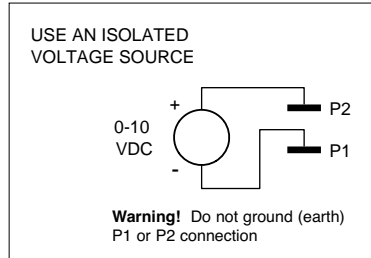 USE AN ISOLATED
VOLTAGE SOURCE
+
P2
0-10
VDC
P1
-
Warning! Do not ground (earth)
P1 or P2 connection